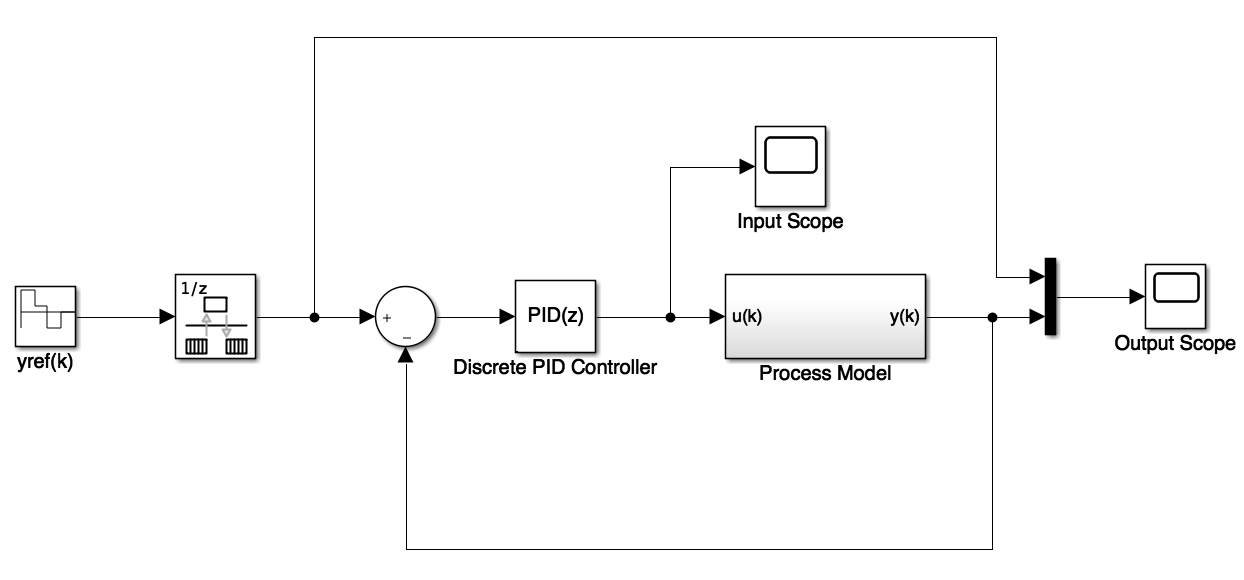 Input Scope
1/z
+
−
PID(z)
u(k)
y(k)
yref(k)
Discrete PID Controller
Process Model
Output Scope